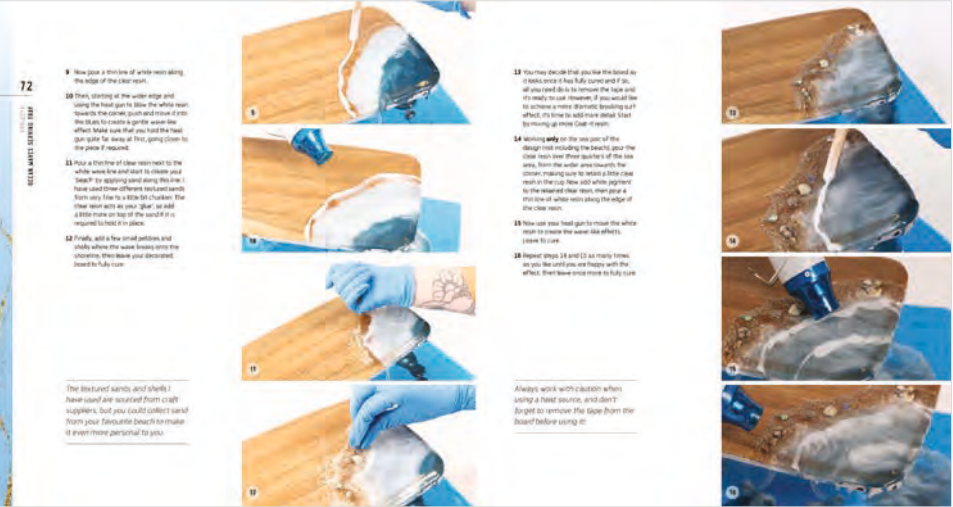 72
PROJECTS
OCEAN WAVES SERVING TRAY
9 Now pour a thin line of white resin along
the edge of the clear resin.
10 Then, starting at the wider edge and
using the heat gun to blow the white resin
towards the corner, push and move it into
the blues to create a gentle wave-like
effect. Make sure that you hold the heat
gun quite far away at first, going closer to
the piece if required.
11 Pour a thin line of clear resin next to the
white wave line and start to create your
'beach' by applying sand along this line. I
have used three different textured sands
from very fine to a little bit chunkier. The
clear resin acts as your 'glue', so add
a little more on top of the sand if it is
required to hold it in place.
12 Finally, add a few small pebbles and
shells where the wave breaks onto the
shoreline, then leave your decorated
board to fully cure.
The textured sands and shells I
have used are sourced from craft
suppliers, but you could collect sand
from your favourite beach to make
it even more personal to you.
9
10
11
12
13 You may decide that you like the board as
it looks once it has fully cured and if so,
all you need do is to remove the tape and
it's ready to use. However, if you would like
to achieve a more dramatic breaking surf
effect, it's time to add more detail. Start
by mixing up more Coat It resin.
14 Working only on the sea part of the
design (not including the beach), pour the
clear resin over three quarters of the sea
area, from the wider area towards the
corner, making sure to retain a little clear
resin in the cup. Now add white pigment
to the retained clear resin, then pour a
thin line of white resin along the edge of
the clear resin.
15 Now use your heat gun to move the white
resin to create the wave-like effects.
Leave to cure.
16 Repeat steps 14 and 15 as many times
as you like until you are happy with the
effect, then leave once more to fully cure.
Always work with caution when
using a heat source, and don't
forget to remove the tape from the
board before using it!
13
14
15
16